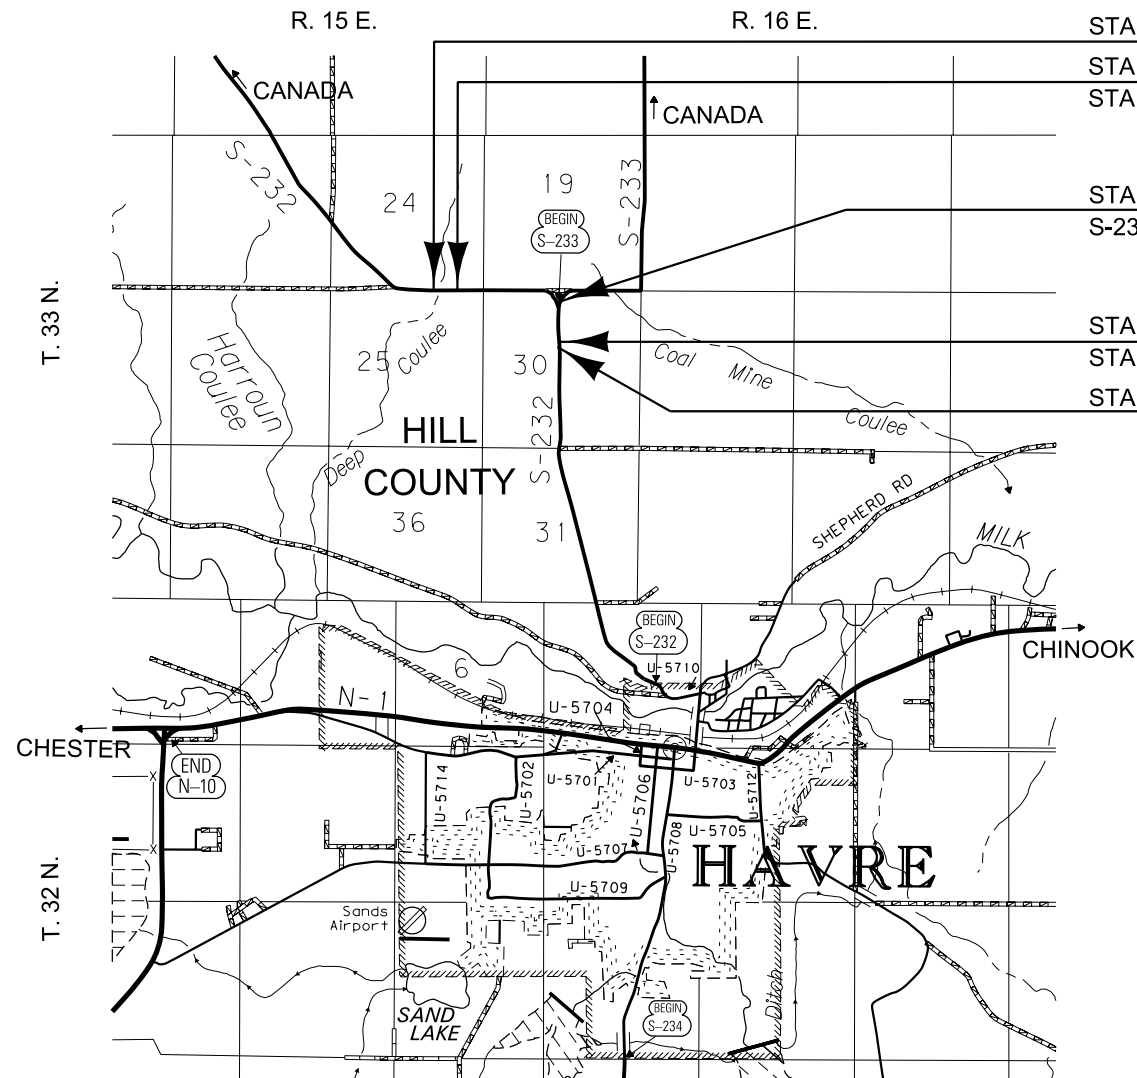 R. 15 E.
R. 16 E.
STA
STA
STA
CANADA
CANADA
S-232
24
19
S-233
BEGIN
S-233
STA
S-23
T. 33 N.
Harroun
Coulee
25
Coulee
30
Coal Mine
Coulee
STA
STA
STA
HILL
COUNTY
S-232
Deep
36
31
SHEPHERD RD
MILK
BEGIN
S-232
U-5710
CHINOOK
6
N-1
U-5704
CHESTER
END
N-10
U-5714
U-5702
U-5701
U-5706
U-5703
U-5712
U-5708
U-5705
U-5707
U-5709
HAVRE
T. 32 N.
Sands
Airport
SAND
LAKE
Ditch
BEGIN
S-234